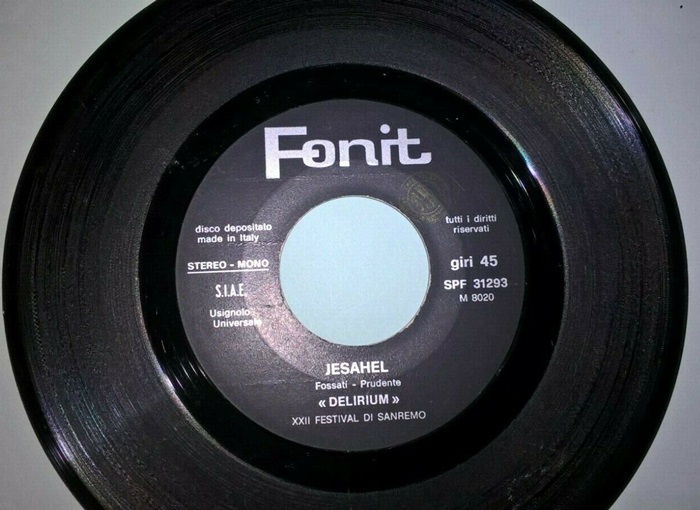 Fonit
disco depositato
made in Italy
tutti i diritti
riservati
STEREO - MONO
giri 45
S.I.A.E.
SPF 31293
M 8020
Usignolo
Universale
JESAHEL
Fossati - Prudente
« DELIRIUM »
XXII FESTIVAL DI SANREMO